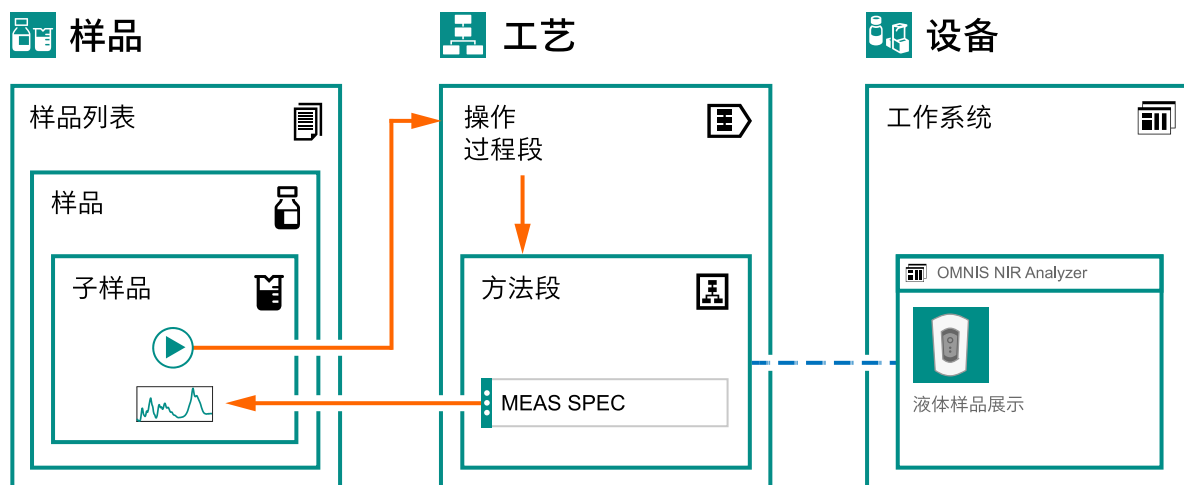 样品
样品列表
样品
子样品
工艺
操作
过程段
方法段
MEAS SPEC
设备
工作系统
OMNIS NIR Analyzer
液体样品展示